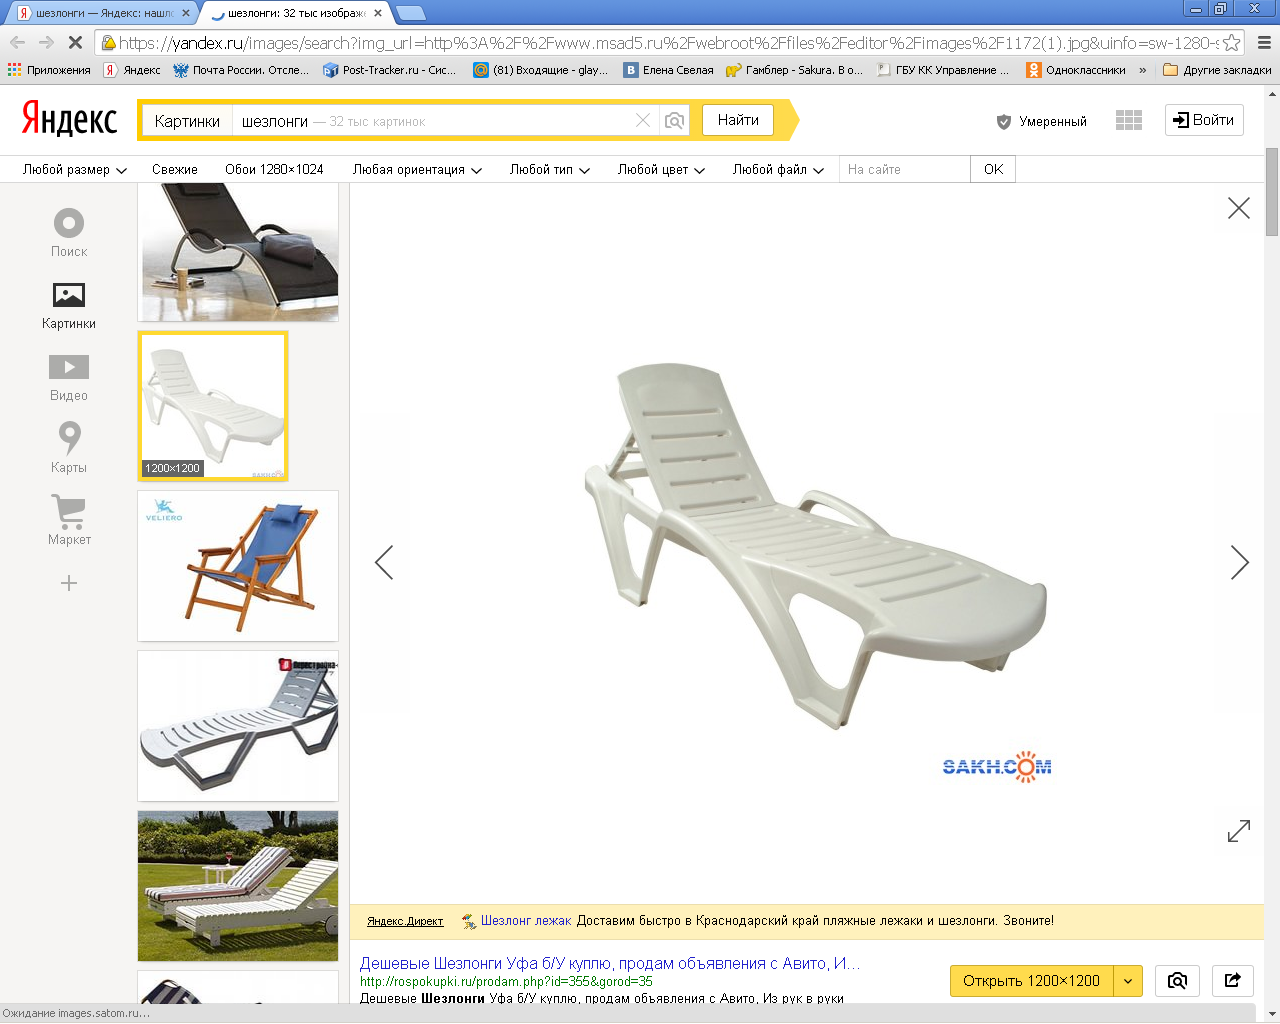 шезлонги — Яндекс: нашло
шезлонги: 32 тыс изображе
https://yandex.ru/images/search?img_url=http%3A%2F%2Fwww.msad5.ru%2Fwebroot%2Ffiles%2Feditor%2Fimages%2F1172(1).jpg&uinfo=sw-1280-s
Приложения
Яндекс
Почта России. Отсле...
Post-Tracker.ru - Сис...
(81) Входящие - glay...
Елена Свелая
Гамблер - Sakura. В о...
ГБУ КК Управление ...
Одноклассники
»
Другие закладки
Яндекс
Картинки
шезлонги — 32 тыс картинок
Найти
Умеренный
Войти
Любой размер
Свежие
Обои 1280×1024
Любая ориентация
Любой тип
Любой цвет
Любой файл
На сайте
OK
Поиск
Картинки
Видео
Карты
Маркет
1200×1200
SAKH.COM
VELIERO
SAKH.COM
Яндекс.Директ
Шезлонг лежак Доставим быстро в Краснодарский край пляжные лежаки и шезлонги. Звоните!
Дешевые Шезлонги Уфа б/У куплю, продам объявления с Авито, И...
http://rospokupki.ru/prodam.php?id=355&gorod=35
Дешевые Шезлонги Уфа б/У куплю, продам объявления с Авито, Из рук в руки
Открыть 1200×1200
Ожидание images.satom.ru...